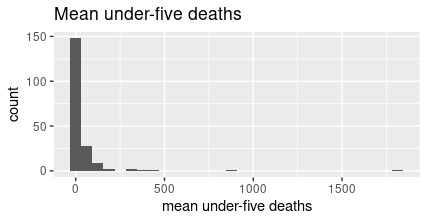 Mean under-five deaths
150
100
50
0
count
0 500 1000 1500
mean under-five deaths